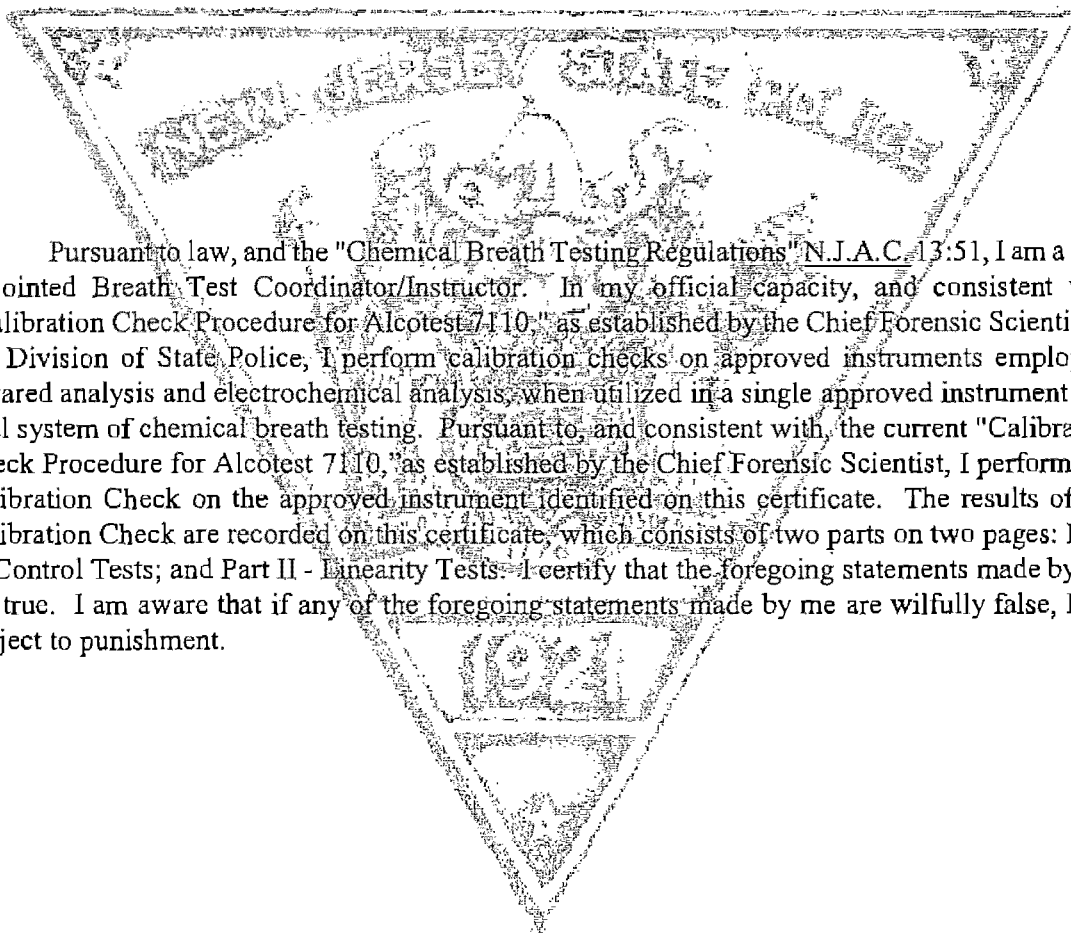 NEW JERSEY STATE POLICE
Pursuant to law, and the "Chemical Breath Testing Regulations" N.J.A.C. 13:51, I am a
ointed Breath Test Coordinator/Instructor. In my official capacity, and consistent
libration Check Procedure for Alcotest 7110," as established by the Chief Forensic Scienti
Division of State Police, I perform calibration checks on approved instruments emplo
ared analysis and electrochemical analysis, when utilized in a single approved instrument
l system of chemical breath testing. Pursuant to, and consistent with, the current "Calibra
eck Procedure for Alcotest 7110," as established by the Chief Forensic Scientist, I perform
ibration Check on the approved instrument identified on this certificate. The results of
ibration Check are recorded on this certificate, which consists of two parts on two pages:
Control Tests; and Part II - Linearity Tests. I certify that the foregoing statements made by
true. I am aware that if any of the foregoing statements made by me are wilfully false, I
ject to punishment.
1921